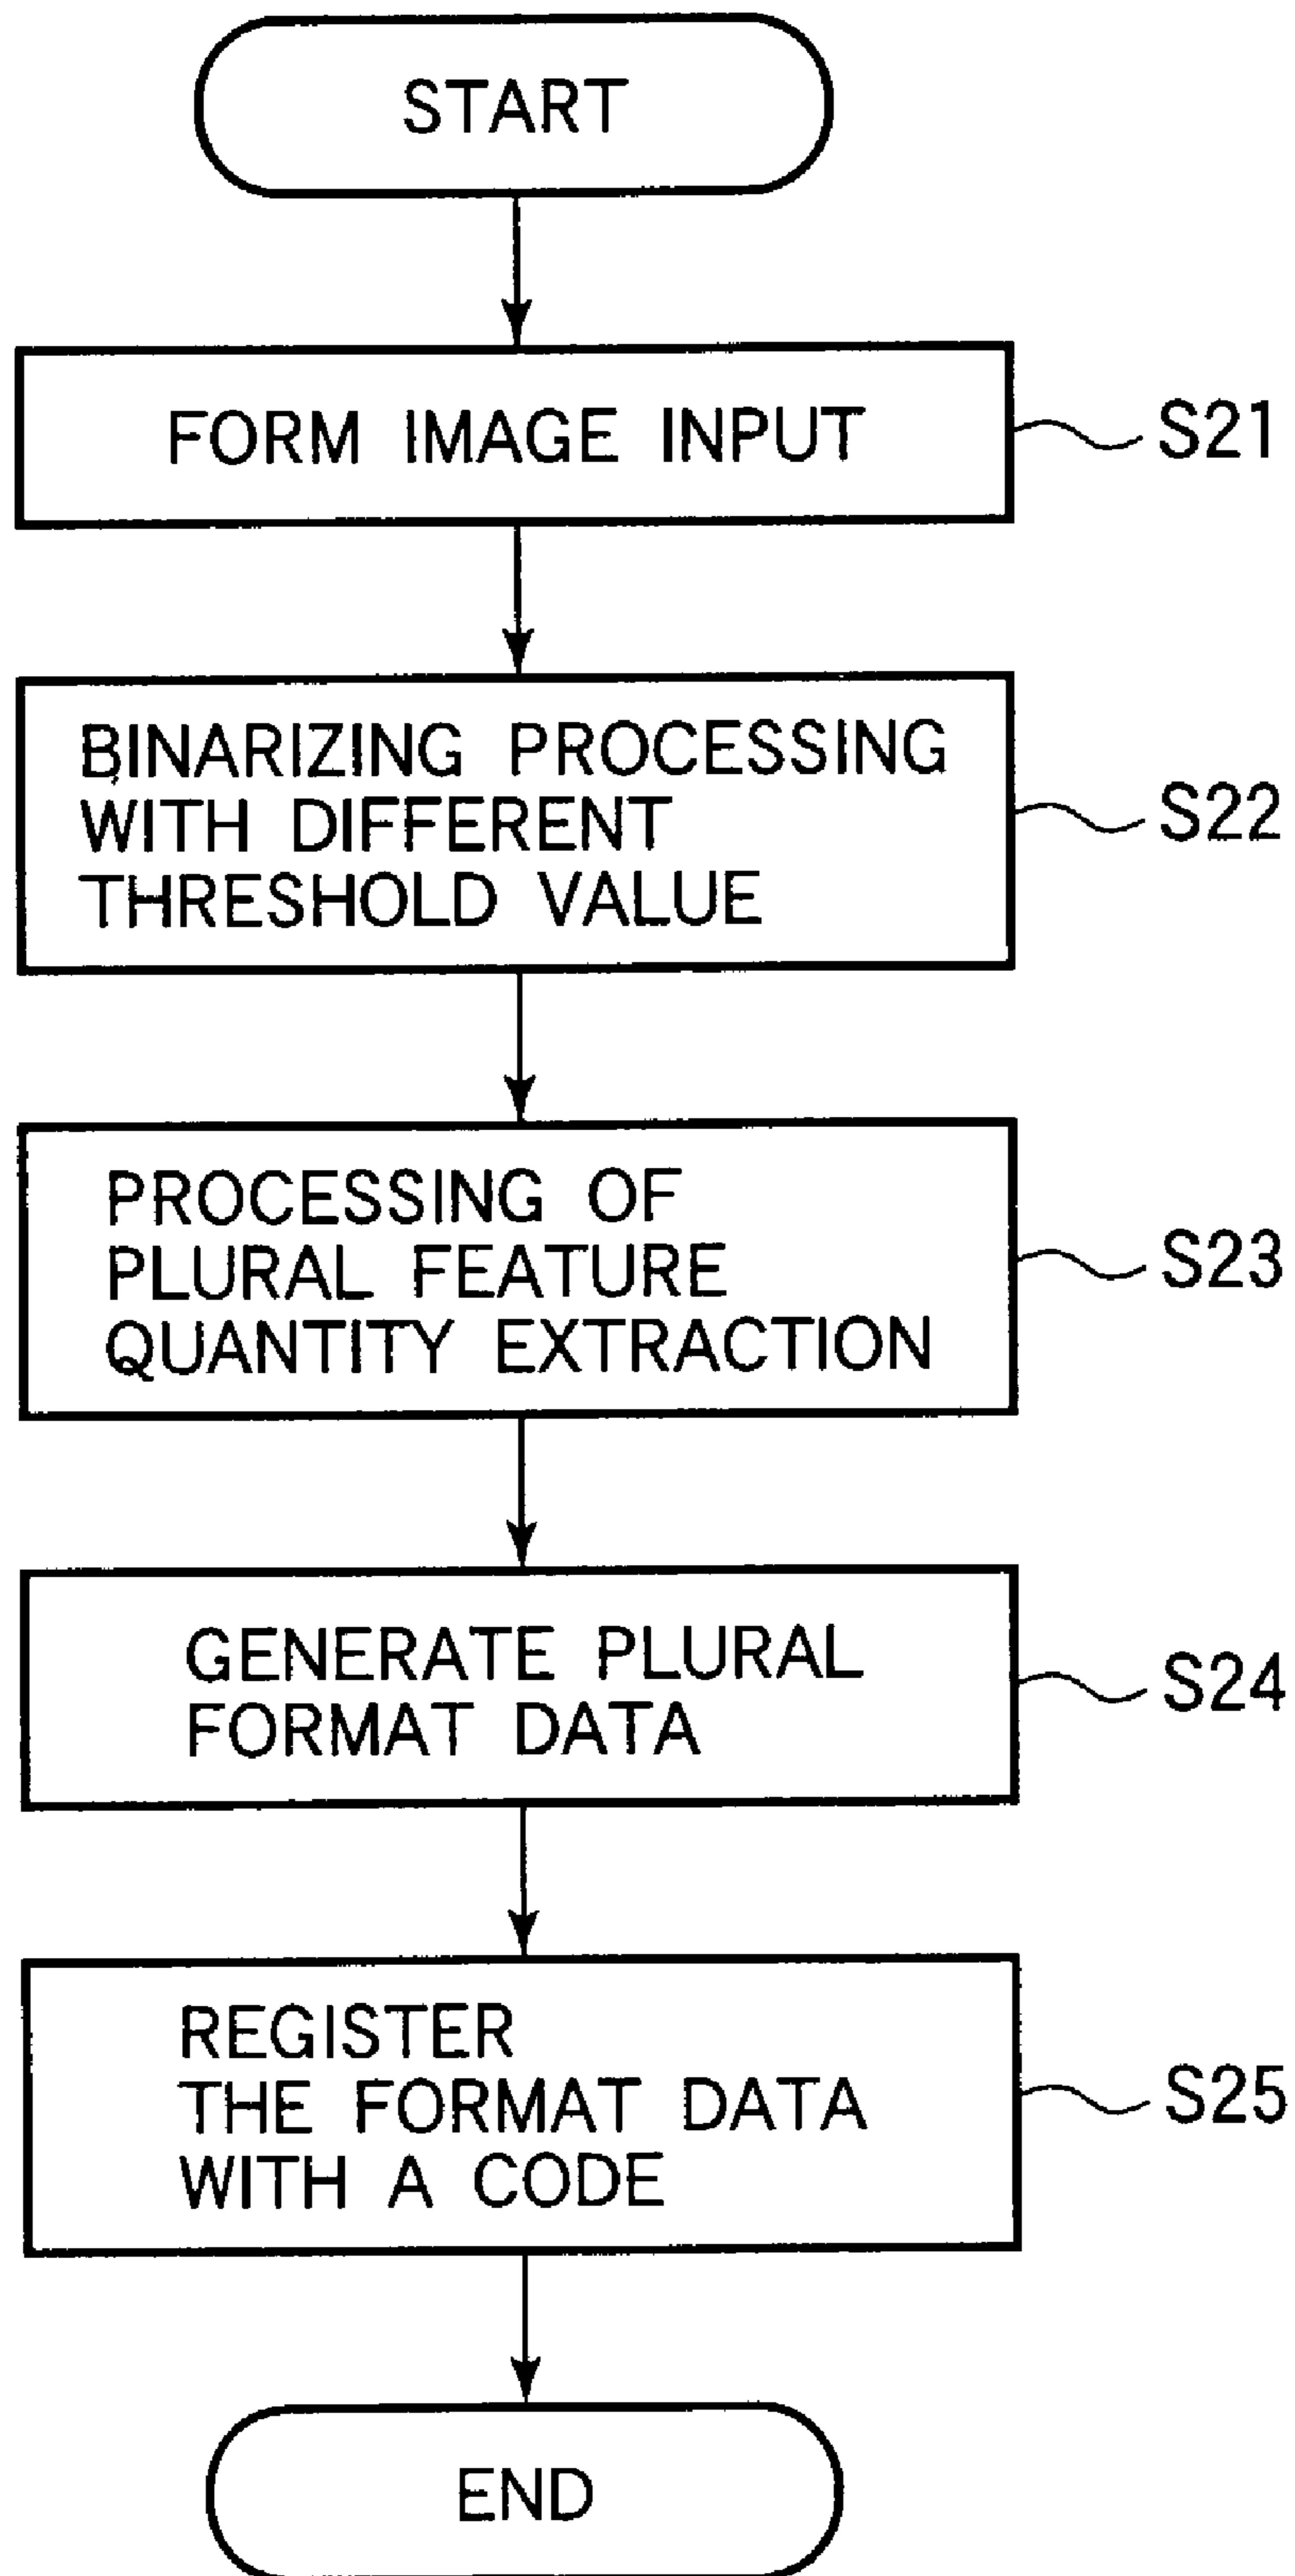 START
FORM IMAGE INPUT
S21
BINARIZING PROCESSING
WITH DIFFERENT
THRESHOLD VALUE
S22
PROCESSING OF
PLURAL FEATURE
QUANTITY EXTRACTION
S23
GENERATE PLURAL
FORMAT DATA
S24
REGISTER
THE FORMAT DATA
WITH A CODE
S25
END